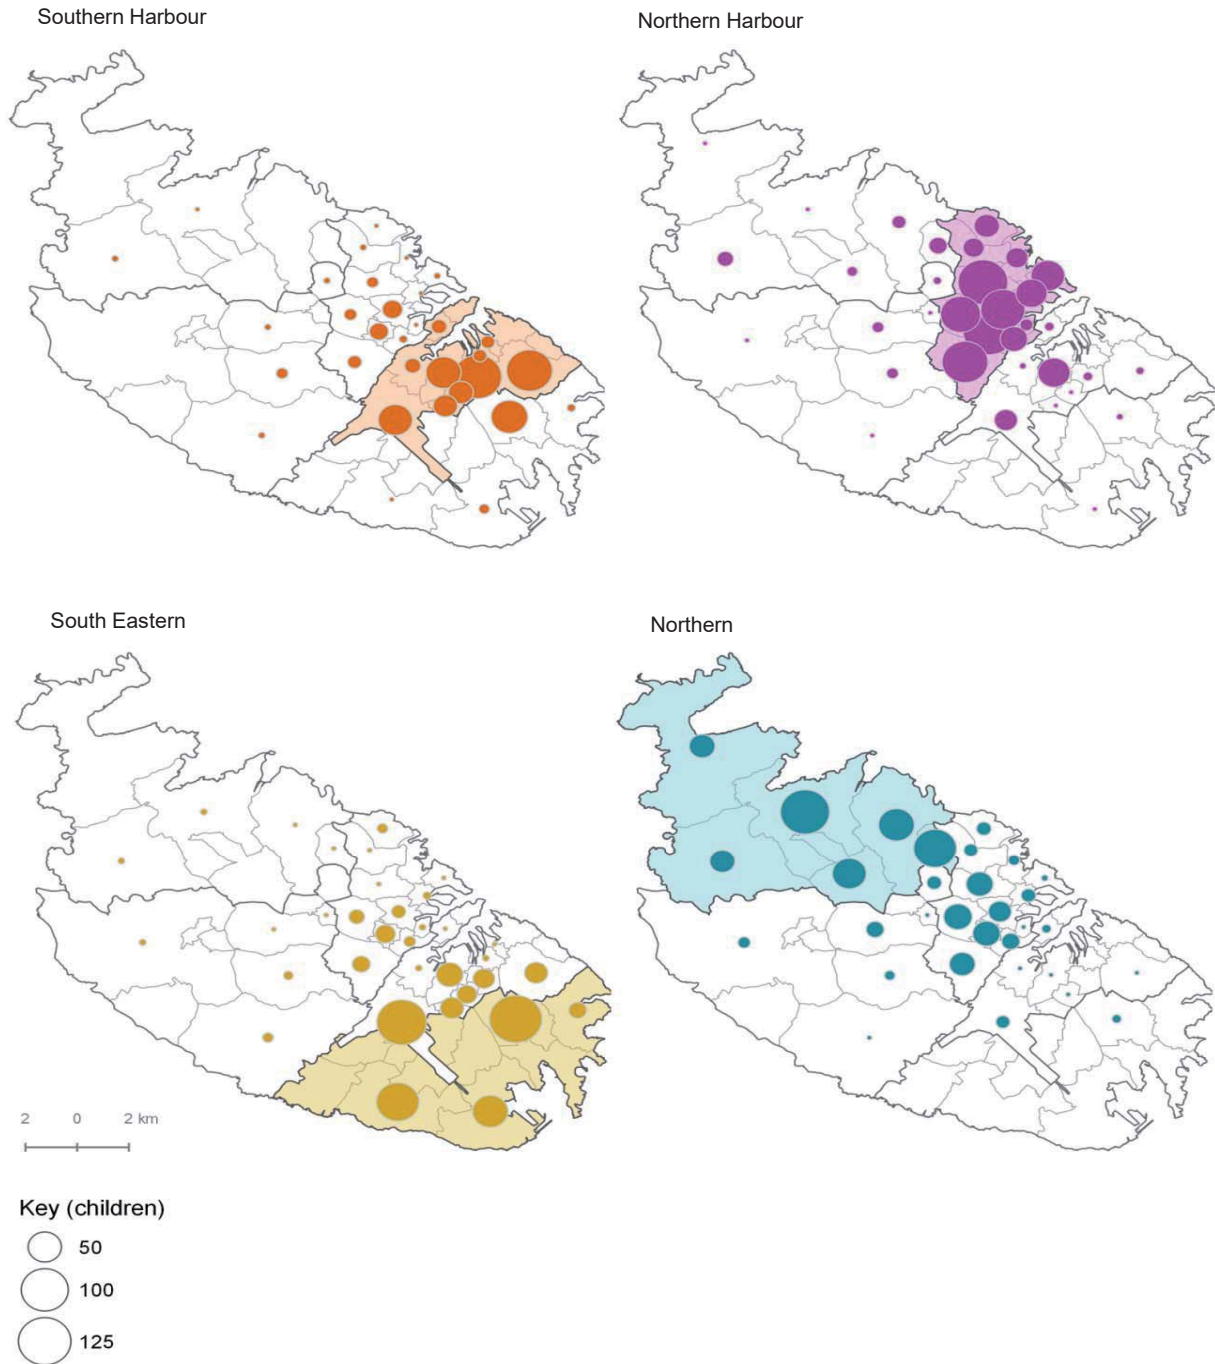 Southern Harbour
Northern Harbour
South Eastern
Northern
2 0 2 km
Key (children)
50
100
125